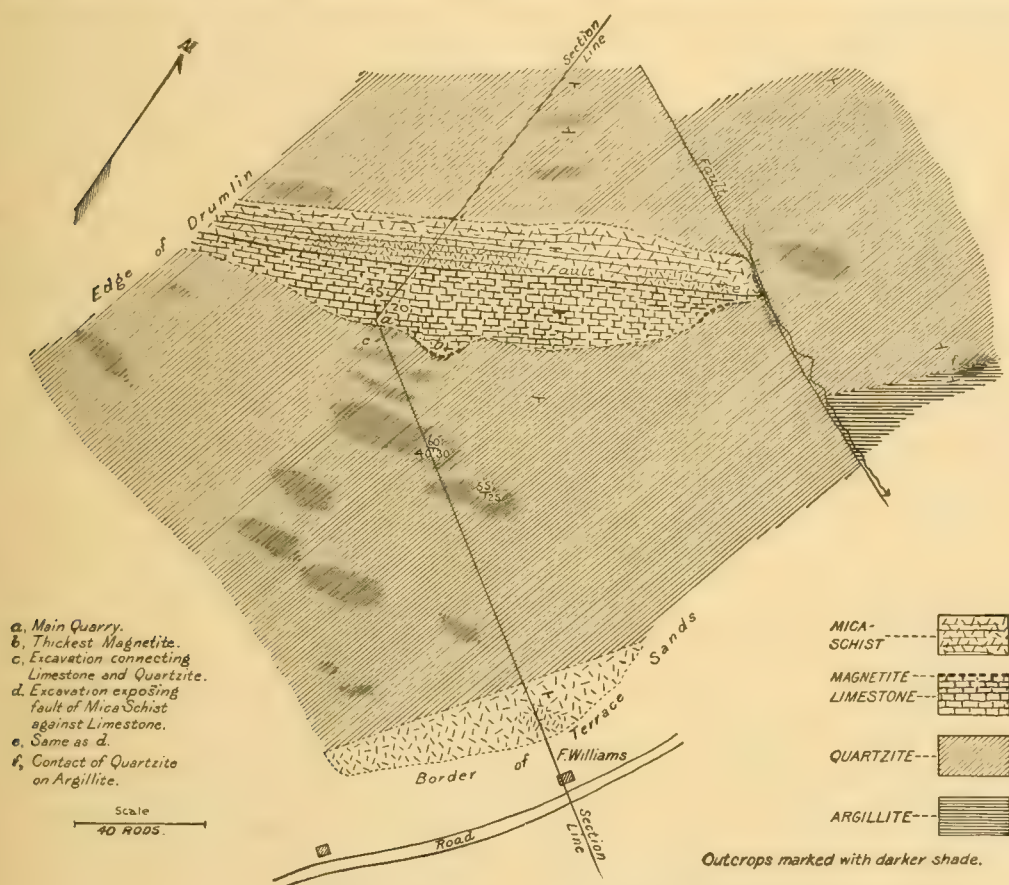 N
Section
Line
Edge of Drumlin
Fault
Fault
e
45
20
a
c
b
f
60
40 30
55
25
a, Main Quarry.
b, Thickest Magnetite.
c, Excavation connecting
Limestone and Quartzite.
d, Excavation exposing
fault of Mica Schist
against Limestone.
e, Same as d.
f, Contact of Quartzite
on Argillite.
Scale
40 RODS.
Border of Terrace Sands
F. Williams
Road
Section
Line
MICA-
SCHIST
MAGNETITE
LIMESTONE
QUARTZITE
ARGILLITE
Outcrops marked with darker shade.